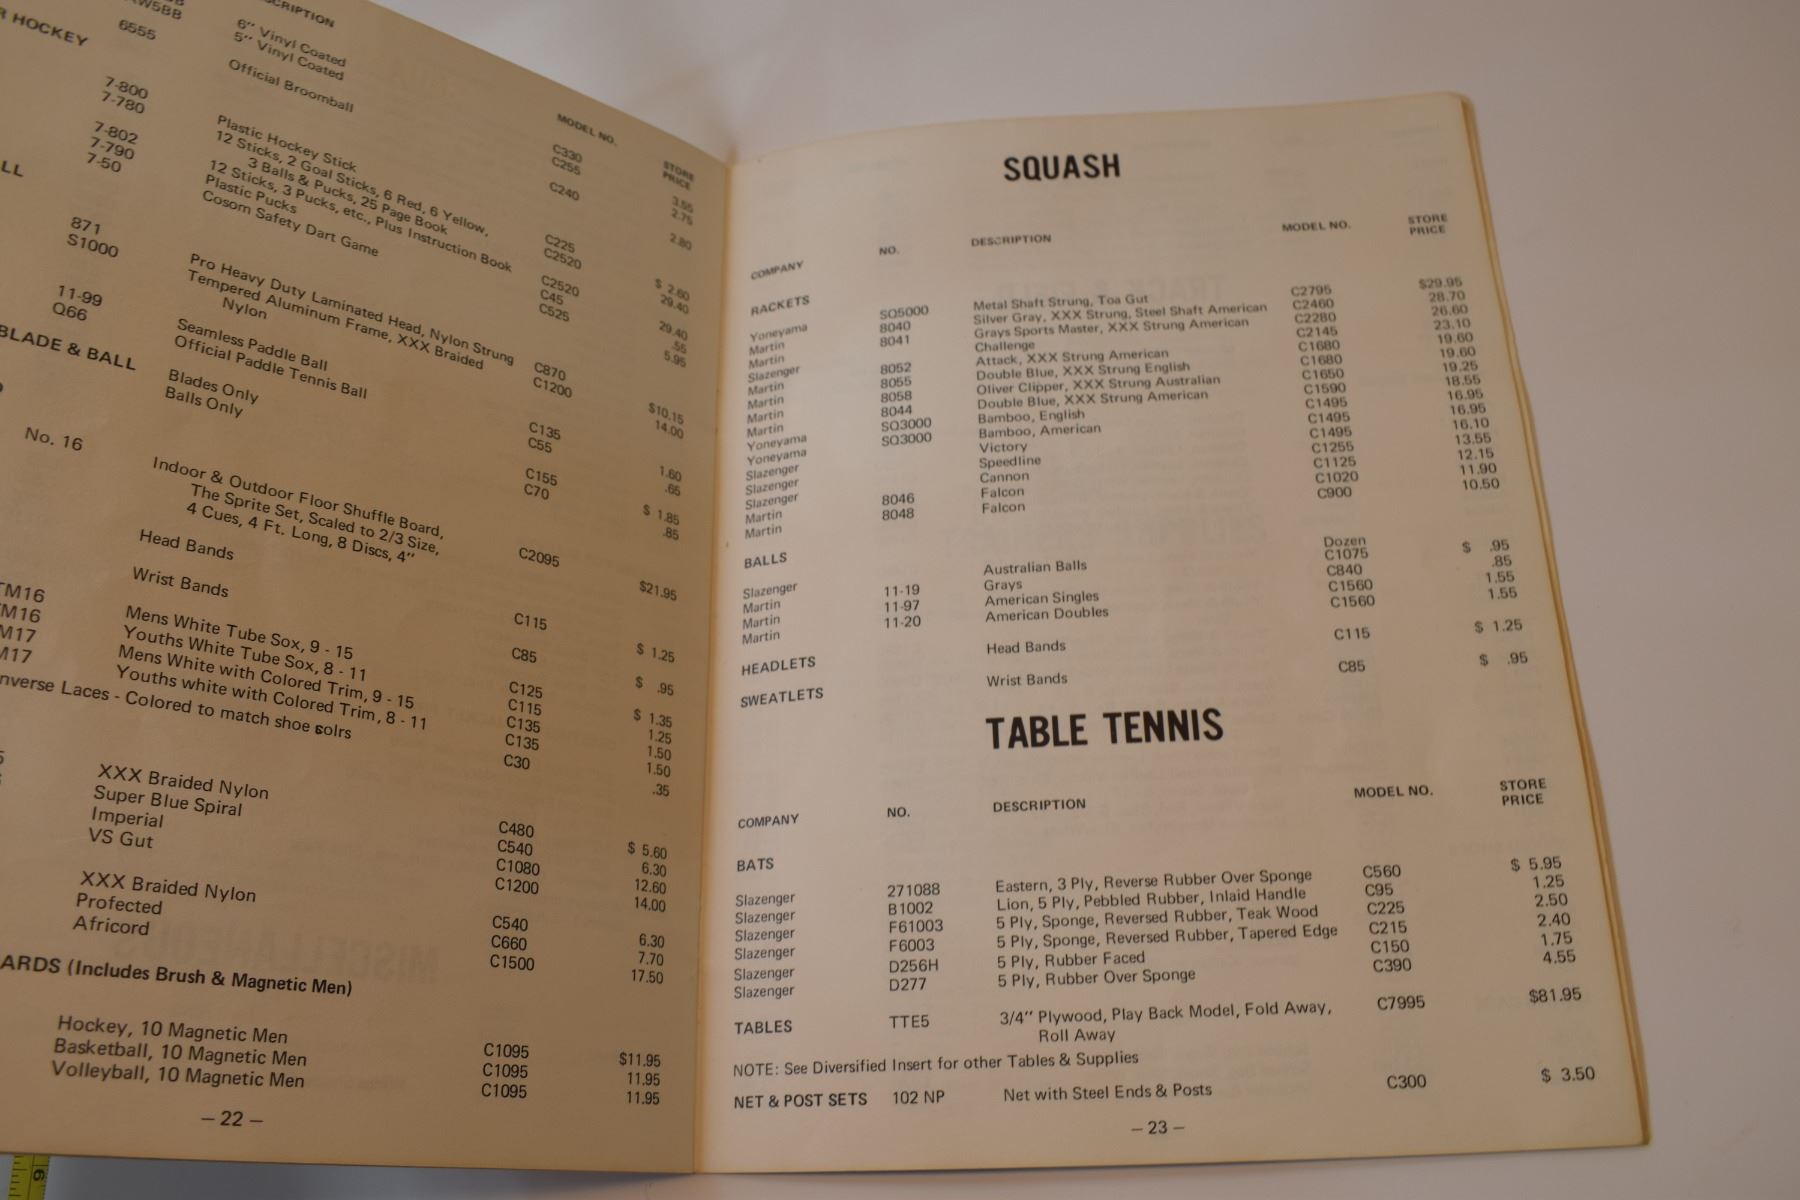 DESCRIPTION
MODEL NO.
STORE
PRICE
6" Vinyl Coated C330 3.55
5" Vinyl Coated C255 2.75
6555 Official Broomball C240 2.80
HOCKEY
7-800 Plastic Hockey Stick C225 $ 2.60
7-780 12 Sticks, 2 Goal Sticks, 6 Red, 6 Yellow, C2520 29.40
3 Balls & Pucks, 25 Page Book
7-802 12 Sticks, 3 Pucks, etc., Plus Instruction Book C2520 29.40
7-790 Plastic Pucks C45 .55
7-50 Cosom Safety Dart Game C525 5.95
LL
871 Pro Heavy Duty Laminated Head, Nylon Strung C870 $10.15
S1000 Tempered Aluminum Frame, XXX Braided C1200 14.00
Nylon
11-99 Seamless Paddle Ball C135 1.60
Q66 Official Paddle Tennis Ball C55 .65
BLADE & BALL
Blades Only C155 $ 1.85
Balls Only C70 .85
No. 16 Indoor & Outdoor Floor Shuffle Board, C2095 $21.95
The Sprite Set, Scaled to 2/3 Size,
4 Cues, 4 Ft. Long, 8 Discs, 4"
Head Bands C115 $ 1.25
Wrist Bands C85 $ .95
TM16 Mens White Tube Sox, 9 - 15 C125 $ 1.35
M16 Youths White Tube Sox, 8 - 11 C115 1.25
M17 Mens White with Colored Trim, 9 - 15 C135 1.50
M17 Youths white with Colored Trim, 8 - 11 C135 1.50
nverse Laces - Colored to match shoe colrs C30 .35
XXX Braided Nylon C480 $ 5.60
Super Blue Spiral C540 6.30
Imperial C1080 12.60
VS Gut C1200 14.00
XXX Braided Nylon C540 6.30
Profected C660 7.70
Africord C1500 17.50
ARDS (Includes Brush & Magnetic Men)
Hockey, 10 Magnetic Men C1095 $11.95
Basketball, 10 Magnetic Men C1095 11.95
Volleyball, 10 Magnetic Men C1095 11.95
– 22 –
SQUASH
COMPANY NO. DESCRIPTION MODEL NO. STORE
PRICE
RACKETS
Yoneyama SQ5000 Metal Shaft Strung, Toa Gut C2795 $29.95
Martin 8040 Silver Gray, XXX Strung, Steel Shaft American C2460 28.70
Martin 8041 Grays Sports Master, XXX Strung American C2280 26.60
Slazenger Challenge C2145 23.10
Martin 8052 Attack, XXX Strung American C1680 19.60
Martin 8055 Double Blue, XXX Strung English C1680 19.60
Martin 8058 Oliver Clipper, XXX Strung Australian C1650 19.25
Martin 8044 Double Blue, XXX Strung American C1590 18.55
Yoneyama SQ3000 Bamboo, English C1495 16.95
Yoneyama SQ3000 Bamboo, American C1495 16.95
Slazenger Victory C1495 16.10
Slazenger Speedline C1255 13.55
Slazenger Cannon C1125 12.15
Martin 8046 Falcon C1020 11.90
Martin 8048 Falcon C900 10.50
BALLS Dozen
Slazenger Australian Balls C1075 $ .95
Martin 11-19 Grays C840 .85
Martin 11-97 American Singles C1560 1.55
Martin 11-20 American Doubles C1560 1.55
HEADLETS Head Bands C115 $ 1.25
SWEATLETS Wrist Bands C85 $ .95
TABLE TENNIS
COMPANY NO. DESCRIPTION MODEL NO. STORE
PRICE
BATS
Slazenger 271088 Eastern, 3 Ply, Reverse Rubber Over Sponge C560 $ 5.95
Slazenger B1002 Lion, 5 Ply, Pebbled Rubber, Inlaid Handle C95 1.25
Slazenger F61003 5 Ply, Sponge, Reversed Rubber, Teak Wood C225 2.50
Slazenger F6003 5 Ply, Sponge, Reversed Rubber, Tapered Edge C215 2.40
Slazenger D256H 5 Ply, Rubber Faced C150 1.75
Slazenger D277 5 Ply, Rubber Over Sponge C390 4.55
TABLES TTE5 3/4" Plywood, Play Back Model, Fold Away, C7995 $81.95
Roll Away
NOTE: See Diversified Insert for other Tables & Supplies
NET & POST SETS 102 NP Net with Steel Ends & Posts C300 $ 3.50
– 23 –